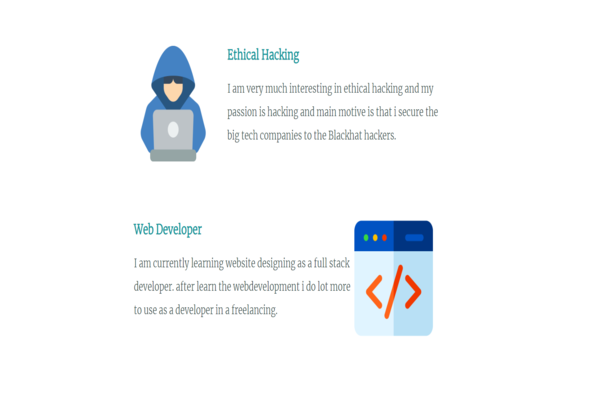 Ethical Hacking
I am very much interesting in ethical hacking and my
passion is hacking and main motive is that i secure the
big tech companies to the Blackhat hackers.
Web Developer
I am currently learning website designing as a full stack
developer. after learn the webdevelopment i do lot more
to use as a developer in a freelancing.